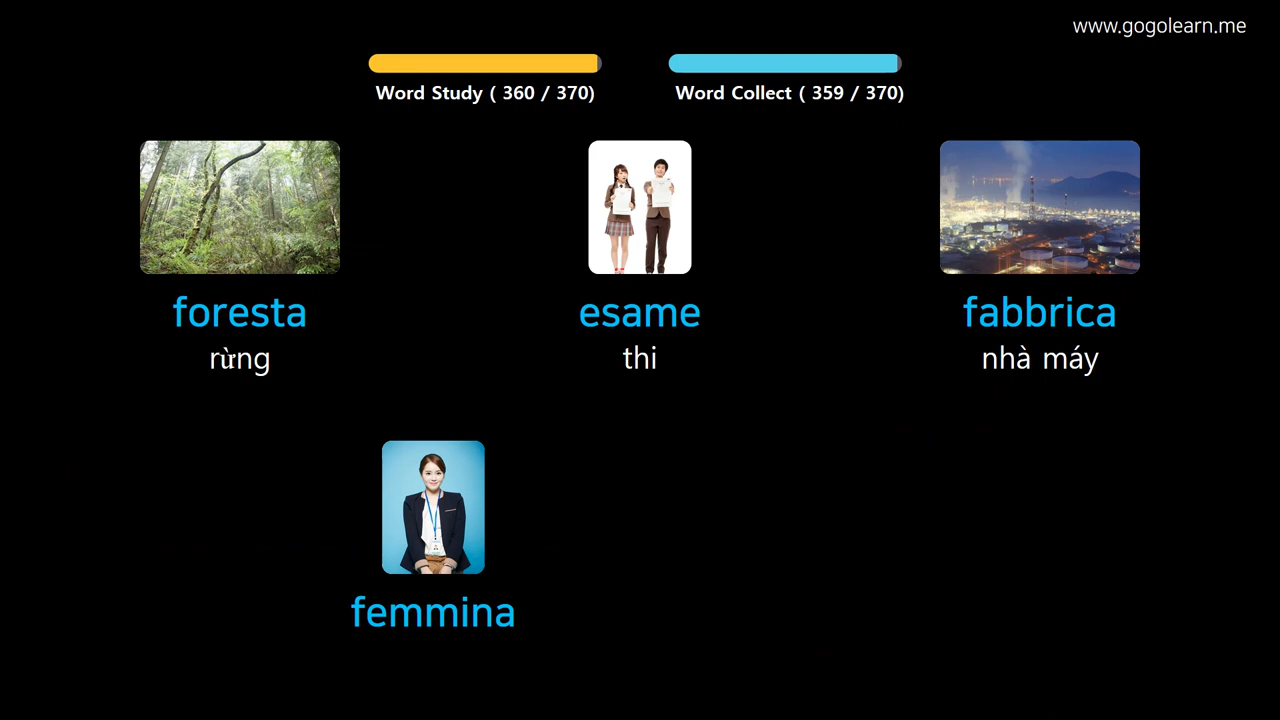 www.gogolearn.me
Word Study ( 360 / 370)
Word Collect ( 359 / 370)
foresta
esame
fabbrica
rừng
thi
nhà máy
femmina